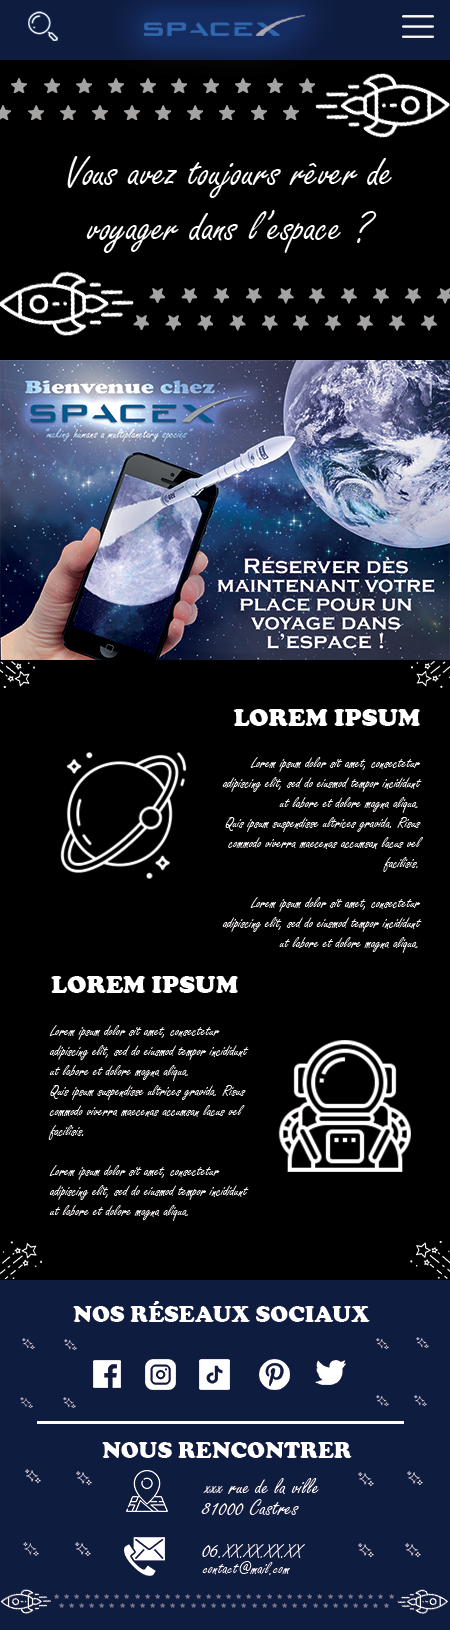 SPACEX
Vous avez toujours rêver de
voyager dans l'espace ?
Bienvenue chez
SPACEX
making humans a multiplanetary species
RÉSERVER DÈS
MAINTENANT VOTRE
PLACE POUR UN
VOYAGE DANS
L'ESPACE !
LOREM IPSUM
Lorem ipsum dolor sit amet, consectetur
adipiscing elit, sed do eiusmod tempor incididunt
ut labore et dolore magna aliqua.
Quis ipsum suspendisse ultrices gravida. Risus
commodo viverra maecenas accumsan lacus vel
facilisis.
Lorem ipsum dolor sit amet, consectetur
adipiscing elit, sed do eiusmod tempor incididunt
ut labore et dolore magna aliqua.
LOREM IPSUM
Lorem ipsum dolor sit amet, consectetur
adipiscing elit, sed do eiusmod tempor incididunt
ut labore et dolore magna aliqua.
Quis ipsum suspendisse ultrices gravida. Risus
commodo viverra maecenas accumsan lacus vel
facilisis.
Lorem ipsum dolor sit amet, consectetur
adipiscing elit, sed do eiusmod tempor incididunt
ut labore et dolore magna aliqua.
NOS RÉSEAUX SOCIAUX
NOUS RENCONTRER
xxx rue de la ville
81000 Castres
06.XX.XX.XX.XX
contact@mail.com